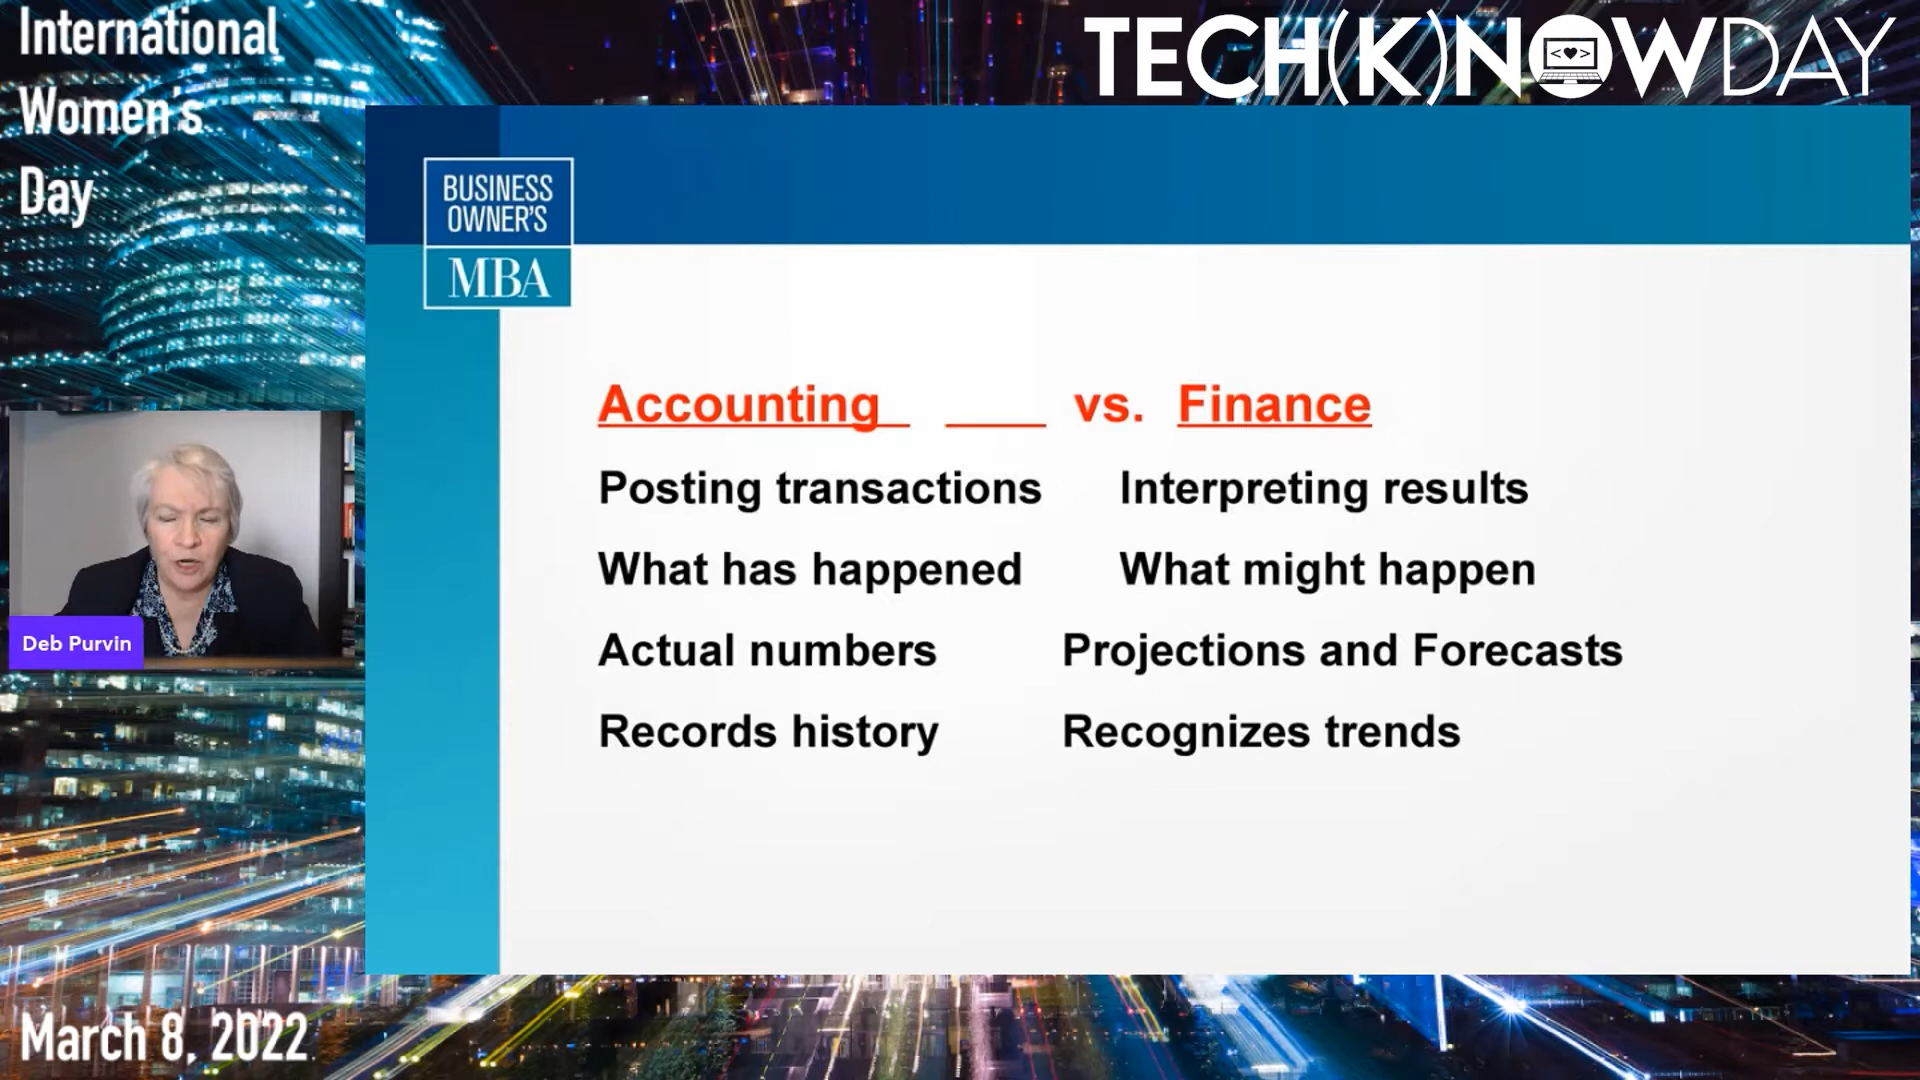 International
Women's
Day
TECH(K)NOWDAY
BUSINESS
OWNER'S
MBA
Accounting vs. Finance
Posting transactions Interpreting results
What has happened What might happen
Actual numbers Projections and Forecasts
Records history Recognizes trends
Deb Purvin
March 8, 2022